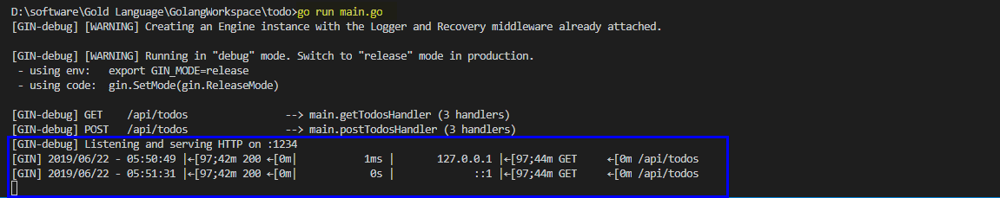 D:\software\Gold Language\GolangWorkspace\todo>go run main.go
[GIN-debug] [WARNING] Creating an Engine instance with the Logger and Recovery middleware already attached.
[GIN-debug] [WARNING] Running in "debug" mode. Switch to "release" mode in production.
- using env: export GIN_MODE=release
- using code: gin.SetMode(gin.ReleaseMode)
[GIN-debug] GET /api/todos --> main.getTodosHandler (3 handlers)
[GIN-debug] POST /api/todos --> main.postTodosHandler (3 handlers)
[GIN-debug] Listening and serving HTTP on :1234
[GIN] 2019/06/22 - 05:50:49 |←[97;42m 200 ←[0m| 1ms | 127.0.0.1 |←[97;44m GET ←[0m /api/todos
[GIN] 2019/06/22 - 05:51:31 |←[97;42m 200 ←[0m| 0s | ::1 |←[97;44m GET ←[0m /api/todos